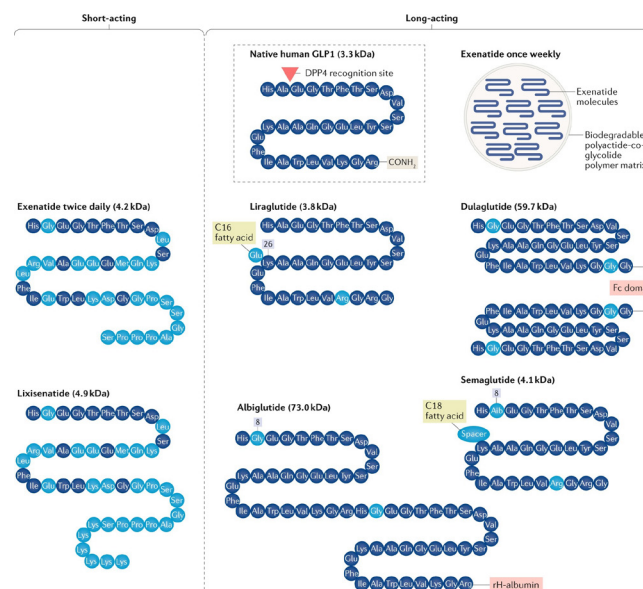 Short-acting
Long-acting
Native human GLP1 (3.3 kDa)
DPP4 recognition site
His Ala Glu Gly Thr Phe Thr Ser Asp
Val
Ser
Lys Ala Ala Gln Gly Glu Leu Tyr Ser
Glu
Phe
Ile Ala Trp Leu Val Lys Gly Arg
CONH₂
Exenatide once weekly
Exenatide
molecules
Biodegradable
polyactide-co-
glycolide
polymer matrix
Exenatide twice daily (4.2 kDa)
His Gly Glu Gly Thr Phe Thr Ser Asp
Leu
Ser
Arg Val Ala Glu Glu Glu Met Gln Lys
Leu
Phe
Ile Glu Trp Leu Lys Asp Gly Gly Pro Ser
Ser
Gly
Ser Pro Pro Pro Ala
Liraglutide (3.8 kDa)
C16
fatty acid
His Ala Glu Gly Thr Phe Thr Ser Asp
Val
Ser
26
Glu
Lys Ala Ala Gln Gly Glu Leu Tyr Ser
Glu
Phe
Ile Ala Trp Leu Val Arg Gly Arg Gly
Dulaglutide (59.7 kDa)
His Gly Glu Gly Thr Phe Thr Ser Asp Val
Ser
Lys Ala Ala Gln Gly Glu Leu Tyr Ser
Glu
Phe Ile Ala Trp Leu Val Lys Gly Gly Gly
Fc dom
Phe Ile Ala Trp Leu Val Lys Gly Gly Gly
Glu
Lys Ala Ala Gln Gly Glu Leu Tyr Ser
Ser
His Gly Glu Gly Thr Phe Thr Ser Asp Val
Lixisenatide (4.9 kDa)
His Gly Glu Gly Thr Phe Thr Ser Asp
Leu
Ser
Arg Val Ala Glu Glu Glu Met Gln Lys
Leu
Phe
Ile Glu Trp Leu Lys Asp Gly Gly Pro Ser
Ser
Gly
Lys Ser Pro Pro Pro Ala
Lys
Lys
Lys Lys Lys
Albiglutide (73.0 kDa)
8
His Gly Glu Gly Thr Phe Thr Ser Asp
Val
Ser
Lys Ala Ala Gln Gly Glu Leu Tyr Ser
Glu
Phe
Ile Ala Trp Leu Val Lys Gly Arg His Gly Glu Gly Thr Phe Thr Ser Asp
Val
Ser
Lys Ala Ala Gln Gly Glu Leu Tyr Ser
Glu
Phe
Ile Ala Trp Leu Val Lys Gly Arg
rH-albumin
Semaglutide (4.1 kDa)
8
C18
fatty acid
His Alb Glu Gly Thr Phe Thr Ser Asp
Val
Ser
Spacer
Lys Ala Ala Gln Gly Glu Leu Tyr Ser
Glu
Phe
Ile Ala Trp Leu Val Arg Gly Arg Gly